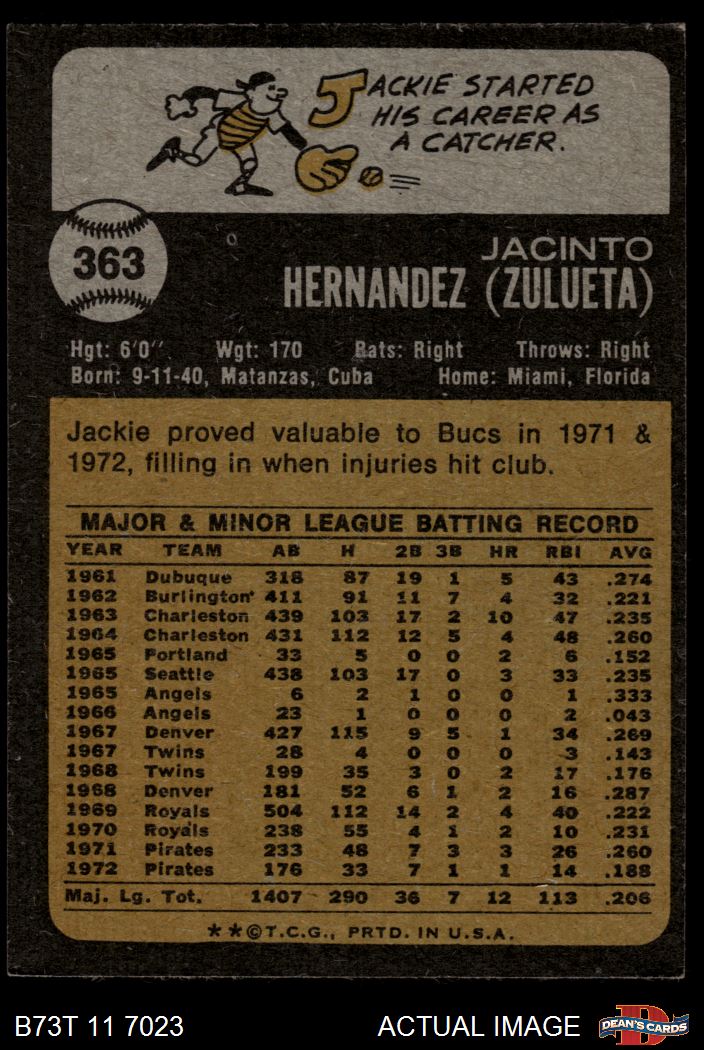 JACKIE STARTED
HIS CAREER AS
A CATCHER.
363
JACINTO
HERNANDEZ (ZULUETA)
Hgt: 6'0" Wgt: 170 Bats: Right Throws: Right
Born: 9-11-40, Matanzas, Cuba Home: Miami, Florida
Jackie proved valuable to Bucs in 1971 &
1972, filling in when injuries hit club.
MAJOR & MINOR LEAGUE BATTING RECORD
YEAR TEAM AB H 2B 3B HR RBI AVG
1961 Dubuque 318 87 19 1 5 43 .274
1962 Burlington* 411 91 11 7 4 32 .221
1963 Charleston 439 103 17 2 10 47 .235
1964 Charleston 431 112 12 5 4 48 .260
1965 Portland 33 5 0 0 2 6 .152
1965 Seattle 438 103 17 0 3 33 .235
1965 Angels 6 2 1 0 0 1 .333
1966 Angels 23 1 0 0 0 2 .043
1967 Denver 427 115 9 5 1 34 .269
1967 Twins 28 4 0 0 0 3 .143
1968 Twins 199 35 3 0 2 17 .176
1968 Denver 181 52 6 1 2 16 .287
1969 Royals 504 112 14 2 4 40 .222
1970 Royals 238 55 4 1 2 10 .231
1971 Pirates 233 48 7 3 3 26 .260
1972 Pirates 176 33 7 1 1 14 .188
Maj. Lg. Tot. 1407 290 36 7 12 113 .206
**©T.C.G., PRTD. IN U.S.A.
B73T 11 7023 ACTUAL IMAGE DEAN'S CARDS